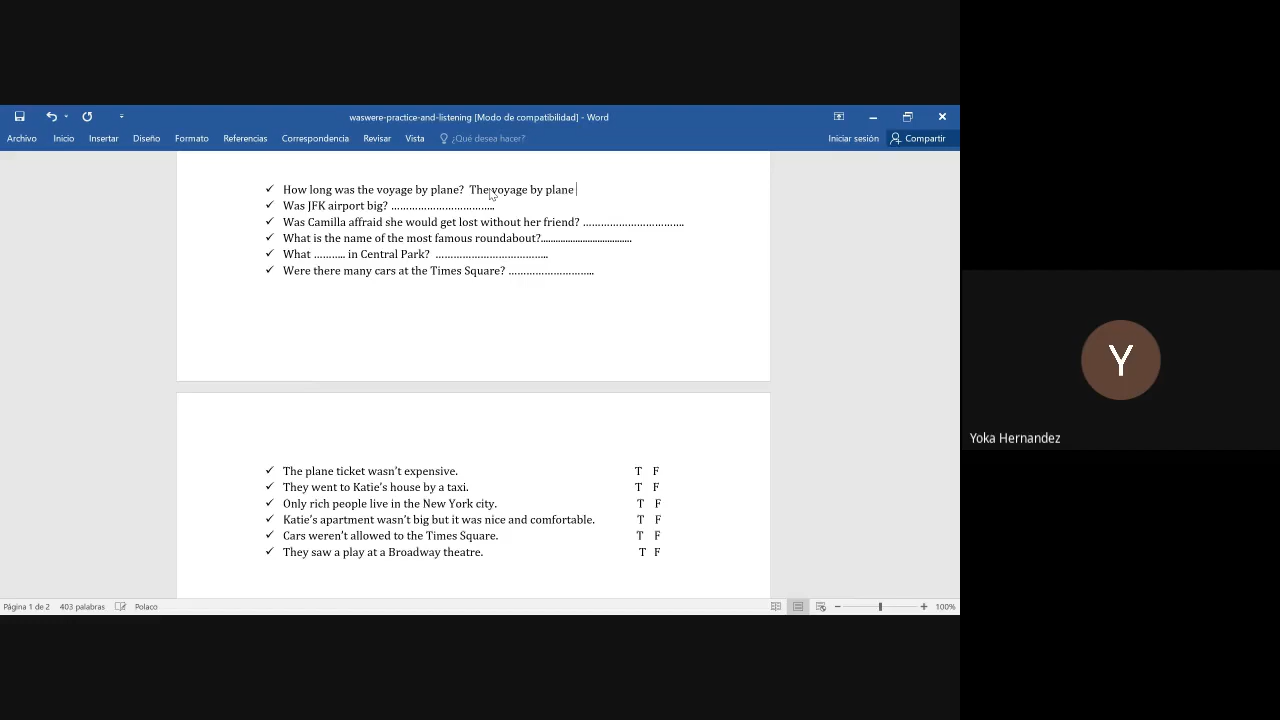 waswere-practice-and-listening [Modo de compatibilidad] - Word
Archivo Inicio Insertar Diseño Formato Referencias Correspondencia Revisar Vista ¿Qué desea hacer? Iniciar sesión Compartir
✓ How long was the voyage by plane? The voyage by plane
✓ Was JFK airport big? ……………………………..
✓ Was Camilla affraid she would get lost without her friend? …………………………….
✓ What is the name of the most famous roundabout?....................................
✓ What ……….. in Central Park? ………………………………..
✓ Were there many cars at the Times Square? ………………………..
✓ The plane ticket wasn't expensive. T F
✓ They went to Katie's house by a taxi. T F
✓ Only rich people live in the New York city. T F
✓ Katie's apartment wasn't big but it was nice and comfortable. T F
✓ Cars weren't allowed to the Times Square. T F
✓ They saw a play at a Broadway theatre. T F
Página 1 de 2 403 palabras Polaco 100%
Y
Yoka Hernandez